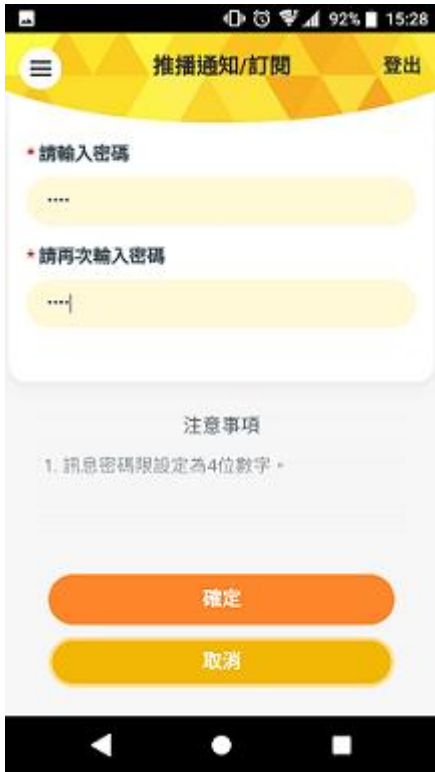 92% 15:28
推播通知/訂閱 登出
*請輸入密碼
••••
*請再次輸入密碼
••••
注意事項
1. 訊息密碼限設定為4位數字。
確定
取消